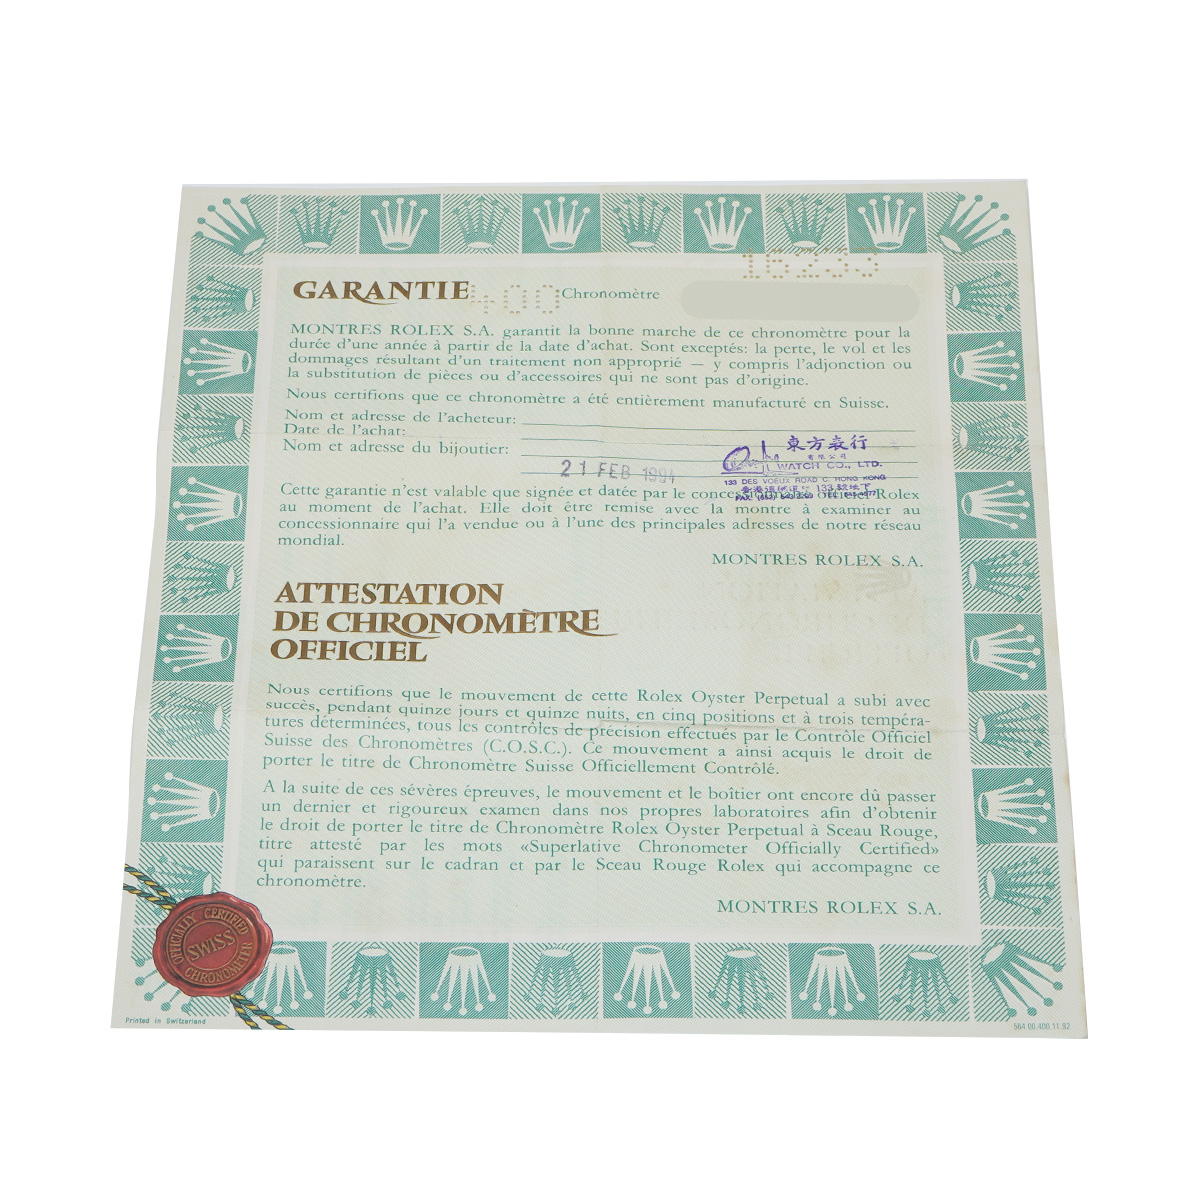 16233
GARANTIE 400 Chronomètre
MONTRES ROLEX S.A. garantit la bonne marche de ce chronomètre pour la
durée d'une année à partir de la date d'achat. Sont exceptés: la perte, le vol et les
dommages résultant d'un traitement non approprié — y compris l'adjonction ou
la substitution de pièces ou d'accessoires qui ne sont pas d'origine.
Nous certifions que ce chronomètre a été entièrement manufacturé en Suisse.
Nom et adresse de l'acheteur:
Date de l'achat:
Nom et adresse du bijoutier:
21 FEB 1994
東方表行
有限公司
WATCH CO., LTD.
133 DES VOEUX ROAD C. HONG KONG
Cette garantie n'est valable que signée et datée par le concessionnaire officiel Rolex
au moment de l'achat. Elle doit être remise avec la montre à examiner au
concessionnaire qui l'a vendue ou à l'une des principales adresses de notre réseau
mondial.
MONTRES ROLEX S.A.
ATTESTATION
DE CHRONOMÈTRE
OFFICIEL
Nous certifions que le mouvement de cette Rolex Oyster Perpetual a subi avec
succès, pendant quinze jours et quinze nuits, en cinq positions et à trois tempéra-
tures déterminées, tous les contrôles de précision effectués par le Contrôle Officiel
Suisse des Chronomètres (C.O.S.C.). Ce mouvement a ainsi acquis le droit de
porter le titre de Chronomètre Suisse Officiellement Contrôlé.
A la suite de ces sévères épreuves, le mouvement et le boîtier ont encore dû passer
un dernier et rigoureux examen dans nos propres laboratoires afin d'obtenir
le droit de porter le titre de Chronomètre Rolex Oyster Perpetual à Sceau Rouge,
titre attesté par les mots «Superlative Chronometer Officially Certified»
qui paraissent sur le cadran et par le Sceau Rouge Rolex qui accompagne ce
chronomètre.
MONTRES ROLEX S.A.
OFFICIALLY CERTIFIED
SWISS
CHRONOMETER
Printed in Switzerland
564.00.400.11.92